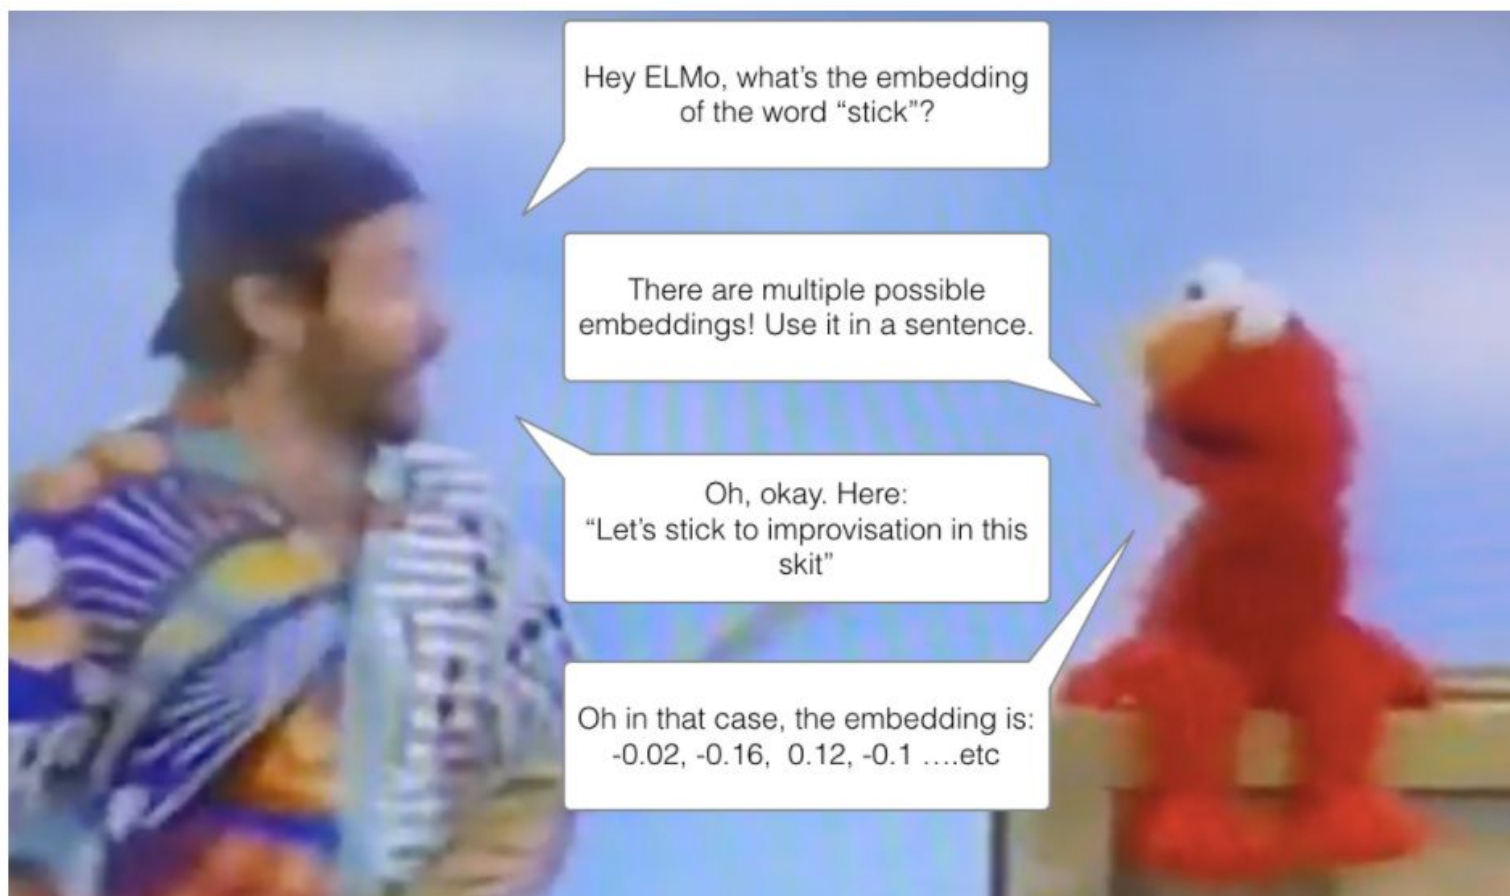 Hey ELMo, what's the embedding
of the word “stick”?
There are multiple possible
embeddings! Use it in a sentence.
Oh, okay. Here:
“Let's stick to improvisation in this
skit”
Oh in that case, the embedding is:
-0.02, -0.16,  0.12, -0.1 ….etc